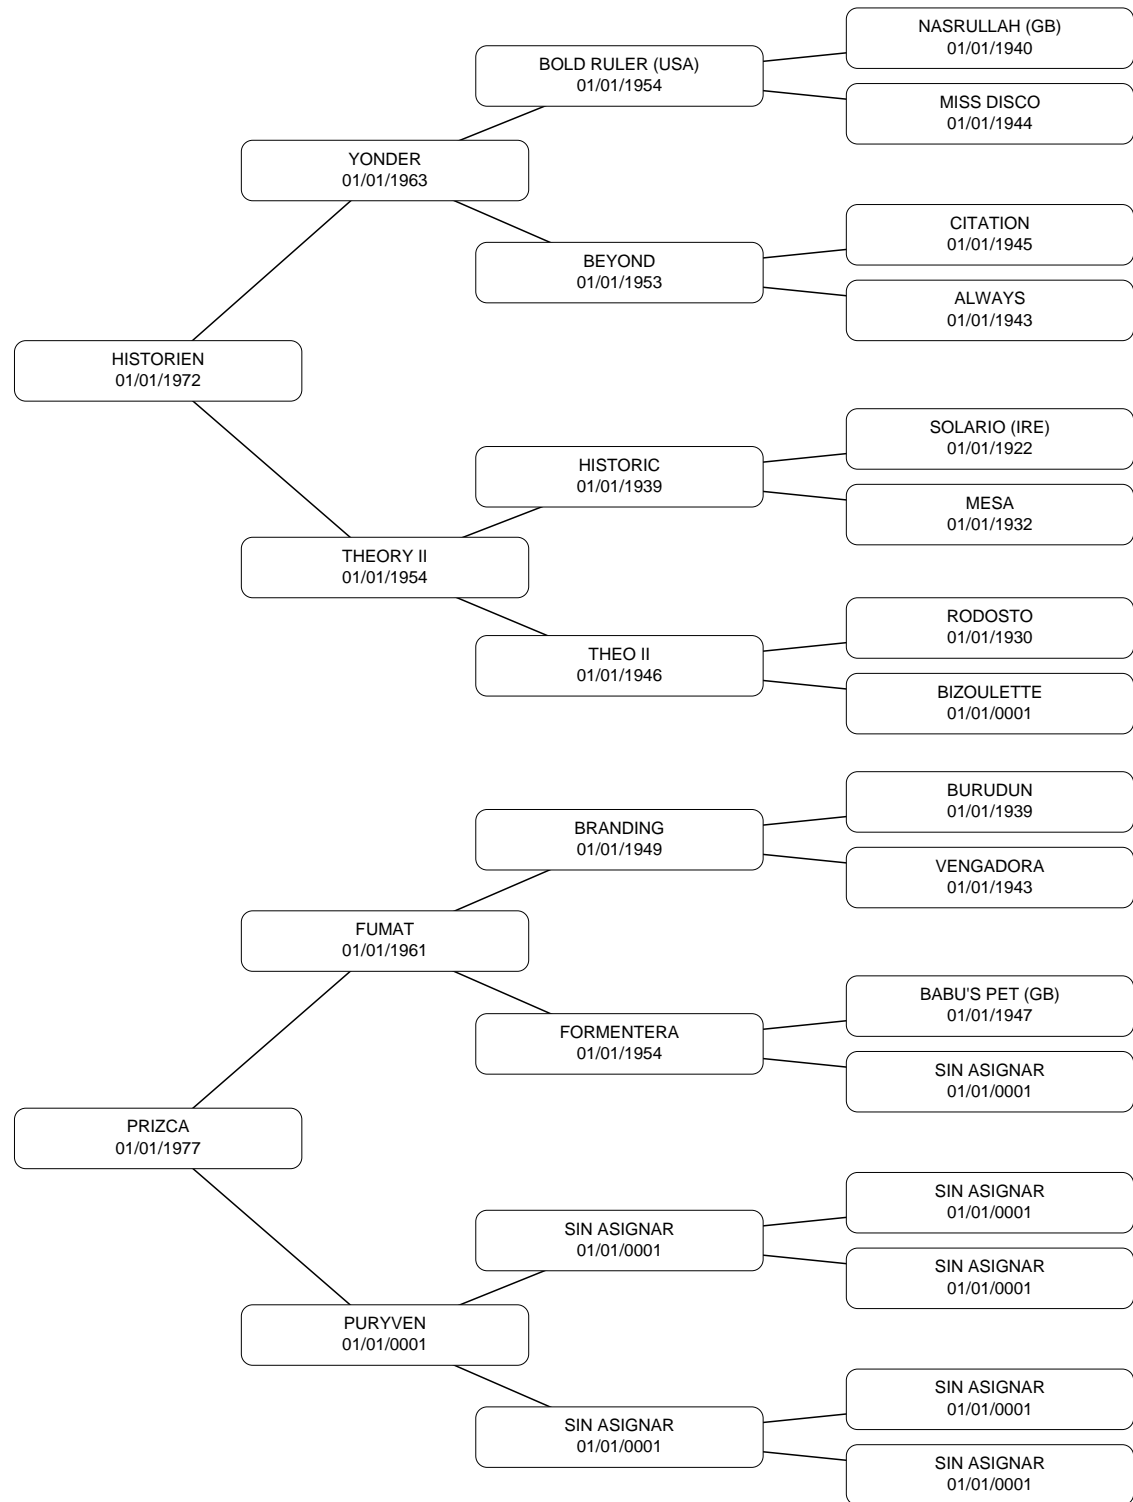 NASRULLAH (GB)
01/01/1940
BOLD RULER (USA)
01/01/1954
MISS DISCO
01/01/1944
YONDER
01/01/1963
CITATION
01/01/1945
BEYOND
01/01/1953
ALWAYS
01/01/1943
HISTORIEN
01/01/1972
SOLARIO (IRE)
01/01/1922
HISTORIC
01/01/1939
MESA
01/01/1932
THEORY II
01/01/1954
RODOSTO
01/01/1930
THEO II
01/01/1946
BIZOULETTE
01/01/0001
BURUDUN
01/01/1939
BRANDING
01/01/1949
VENGADORA
01/01/1943
FUMAT
01/01/1961
BABU'S PET (GB)
01/01/1947
FORMENTERA
01/01/1954
SIN ASIGNAR
01/01/0001
PRIZCA
01/01/1977
SIN ASIGNAR
01/01/0001
SIN ASIGNAR
01/01/0001
SIN ASIGNAR
01/01/0001
PURYVEN
01/01/0001
SIN ASIGNAR
01/01/0001
SIN ASIGNAR
01/01/0001
SIN ASIGNAR
01/01/0001